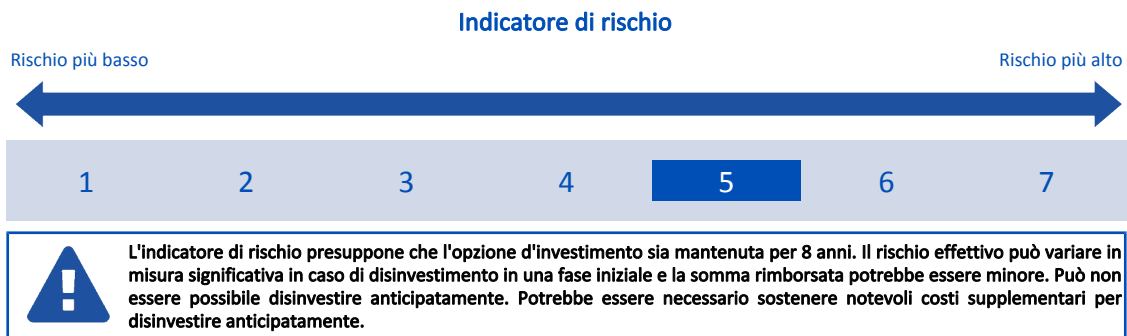 Indicatore di rischio
Rischio più basso
Rischio più alto
1 2 3 4 5 6 7
L'indicatore di rischio presuppone che l'opzione d'investimento sia mantenuta per 8 anni. Il rischio effettivo può variare in
misura significativa in caso di disinvestimento in una fase iniziale e la somma rimborsata potrebbe essere minore. Può non
essere possibile disinvestire anticipatamente. Potrebbe essere necessario sostenere notevoli costi supplementari per
disinvestire anticipatamente.